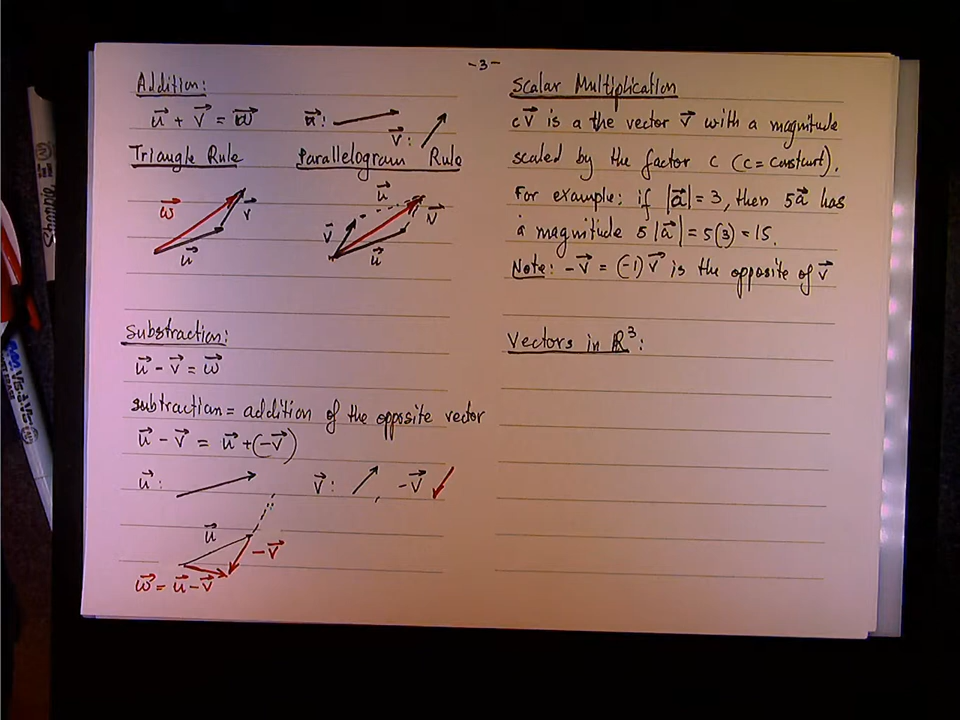 -3-
Addition:
u⃗ + v⃗ = w⃗
u⃗:
v⃗:
Triangle Rule
Parallelogram Rule
w⃗
v⃗
u⃗
u⃗
v⃗
v⃗
u⃗
Substraction:
u⃗ - v⃗ = w⃗
subtraction = addition of the opposite vector
u⃗ - v⃗ = u⃗ + (-v⃗)
u⃗:
v⃗: , -v⃗
u⃗
-v⃗
w⃗ = u⃗ - v⃗
Scalar Multiplication
cv⃗ is a the vector v⃗ with a magnitude
scaled by the factor c (c = constant).
For example: if |a⃗| = 3, then 5a⃗ has
a magnitude 5|a⃗| = 5(3) = 15.
Note: -v⃗ = (-1)v⃗ is the opposite of v⃗
Vectors in ℝ³:
Sharpie